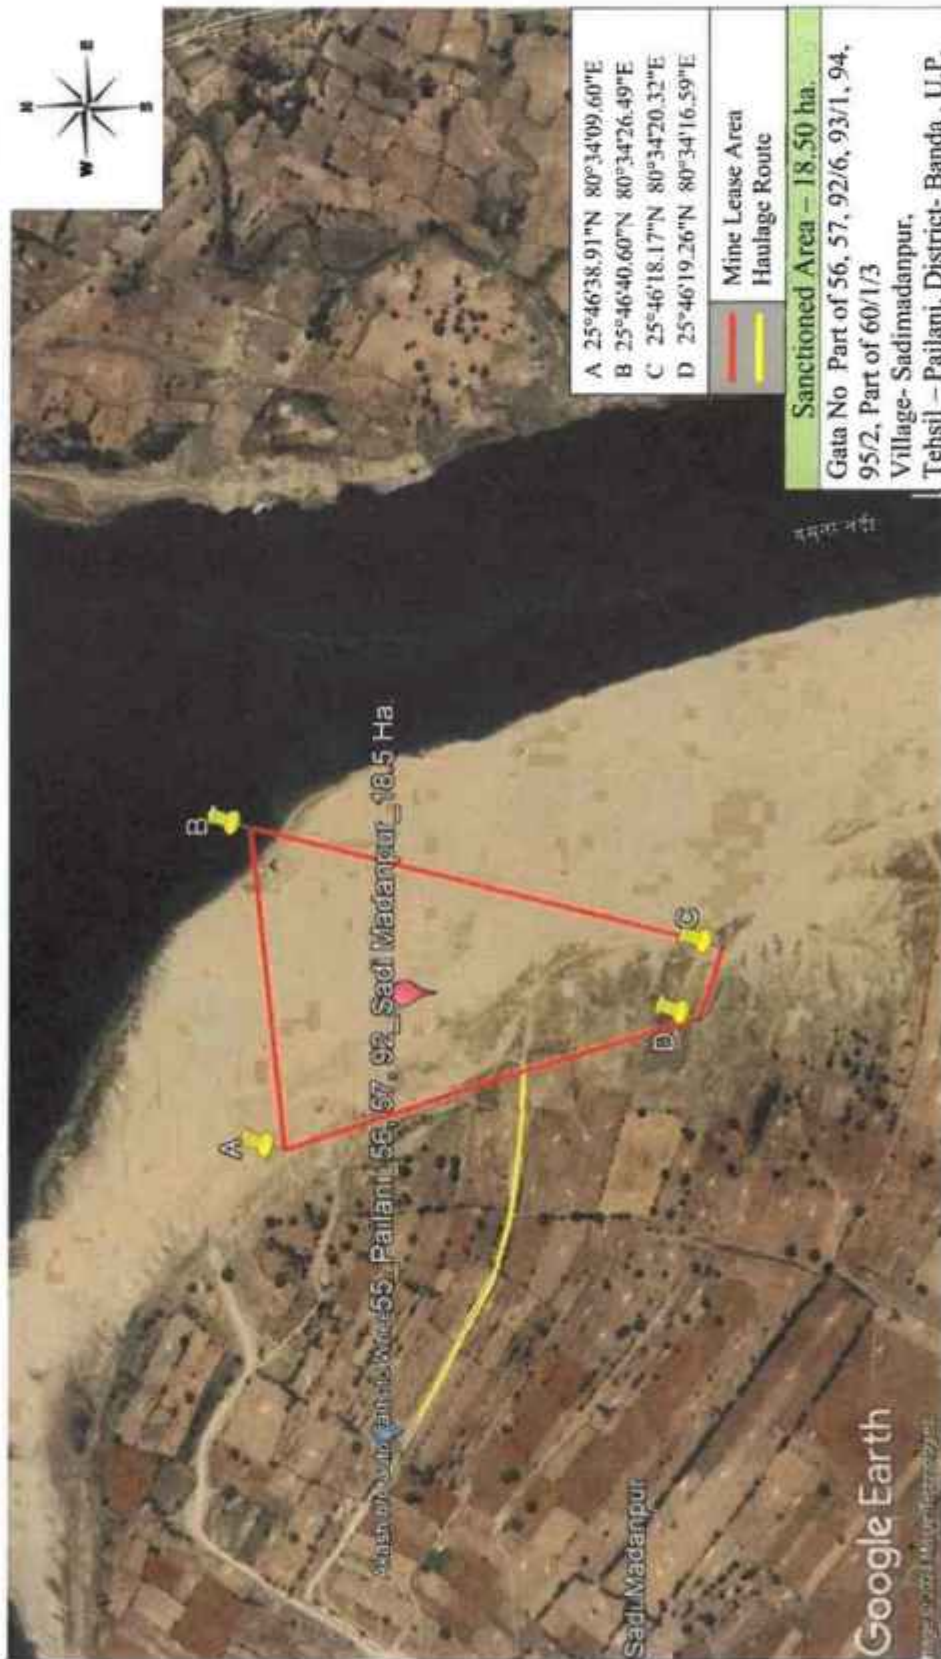 N
E
S
W
A 25°46'38.91"N 80°34'09.60"E
B 25°46'40.60"N 80°34'26.49"E
C 25°46'18.17"N 80°34'20.32"E
D 25°46'19.26"N 80°34'16.59"E
Mine Lease Area
Haulage Route
Sanctioned Area – 18.50 ha.
Gata No Part of 56, 57, 92/6, 93/1, 94,
95/2, Part of 60/1/3
Village- Sadimadanpur,
Tehsil – Pailani, District- Banda , U.P.
यमुना नदी
B
A
55_Pailani_56, 57, 92_Sadi Madanpur_18.5 Ha
C
D
Sadi Madanpur
Google Earth